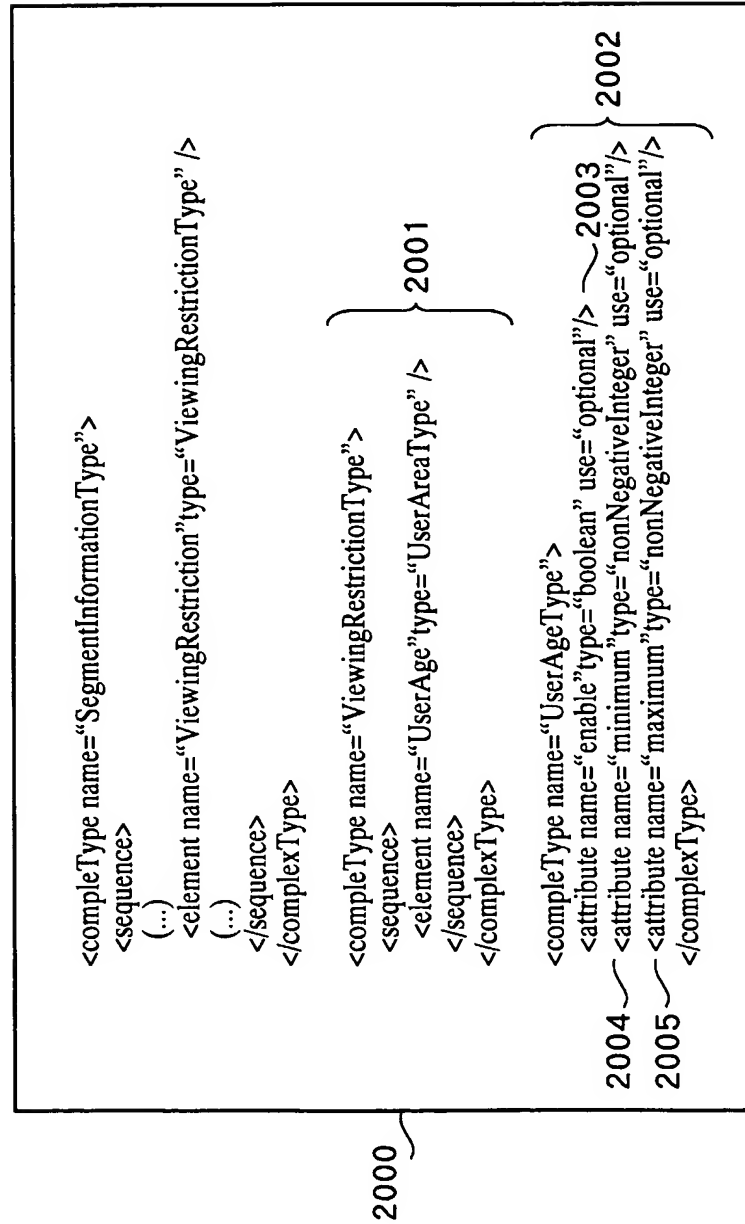 2000
<compleType name=“SegmentInformationType”>
<sequence>
(...)
<element name=“ViewingRestriction”type=“ViewingRestrictionType” />
(...)
</sequence>
</complexType>
<compleType name=“ViewingRestrictionType”>
<sequence>
<element name=“UserAge”type=“UserAreaType” />
</sequence>
</complexType>
2001
<compleType name=“UserAgeType”>
<attribute name=“enable”type=“boolean” use=“optional”/> 2003
2004 <attribute name=“minimum”type=“nonNegativeInteger” use=“optional”/>
2005 <attribute name=“maximum”type=“nonNegativeInteger” use=“optional”/>
</complexType>
2002